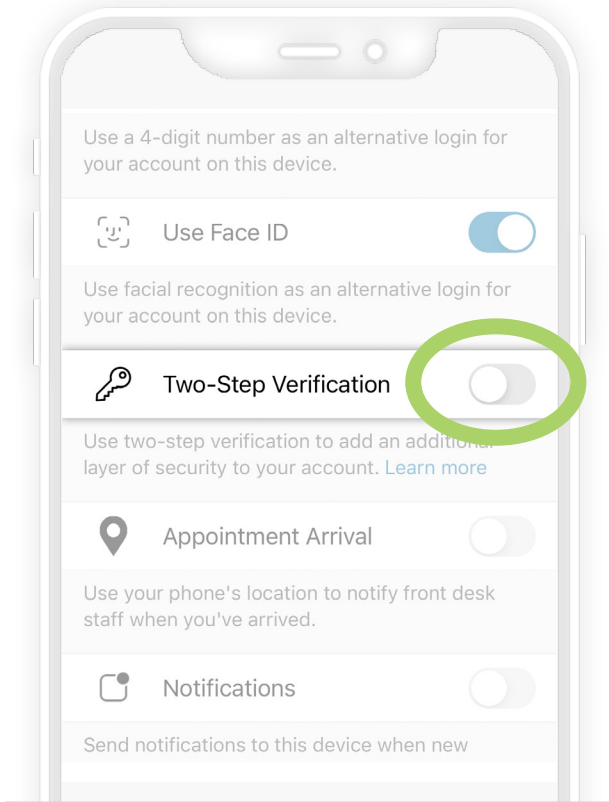 Use a 4-digit number as an alternative login for
your account on this device.
Use Face ID
Use facial recognition as an alternative login for
your account on this device.
Two-Step Verification
Use two-step verification to add an additional
layer of security to your account. Learn more
Appointment Arrival
Use your phone's location to notify front desk
staff when you've arrived.
Notifications
Send notifications to this device when new